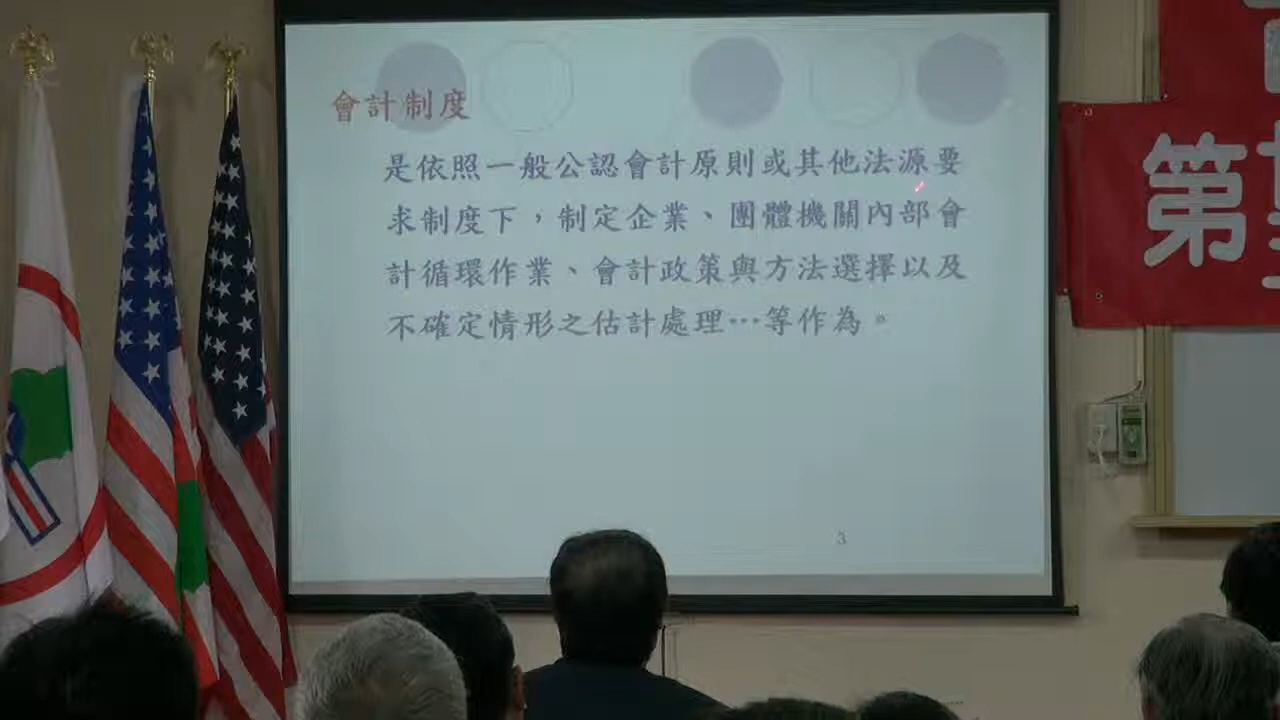 會計制度
是依照一般公認會計原則或其他法源要
求制度下，制定企業、團體機關內部會
計循環作業、會計政策與方法選擇以及
不確定情形之估計處理…等作為。
3
第